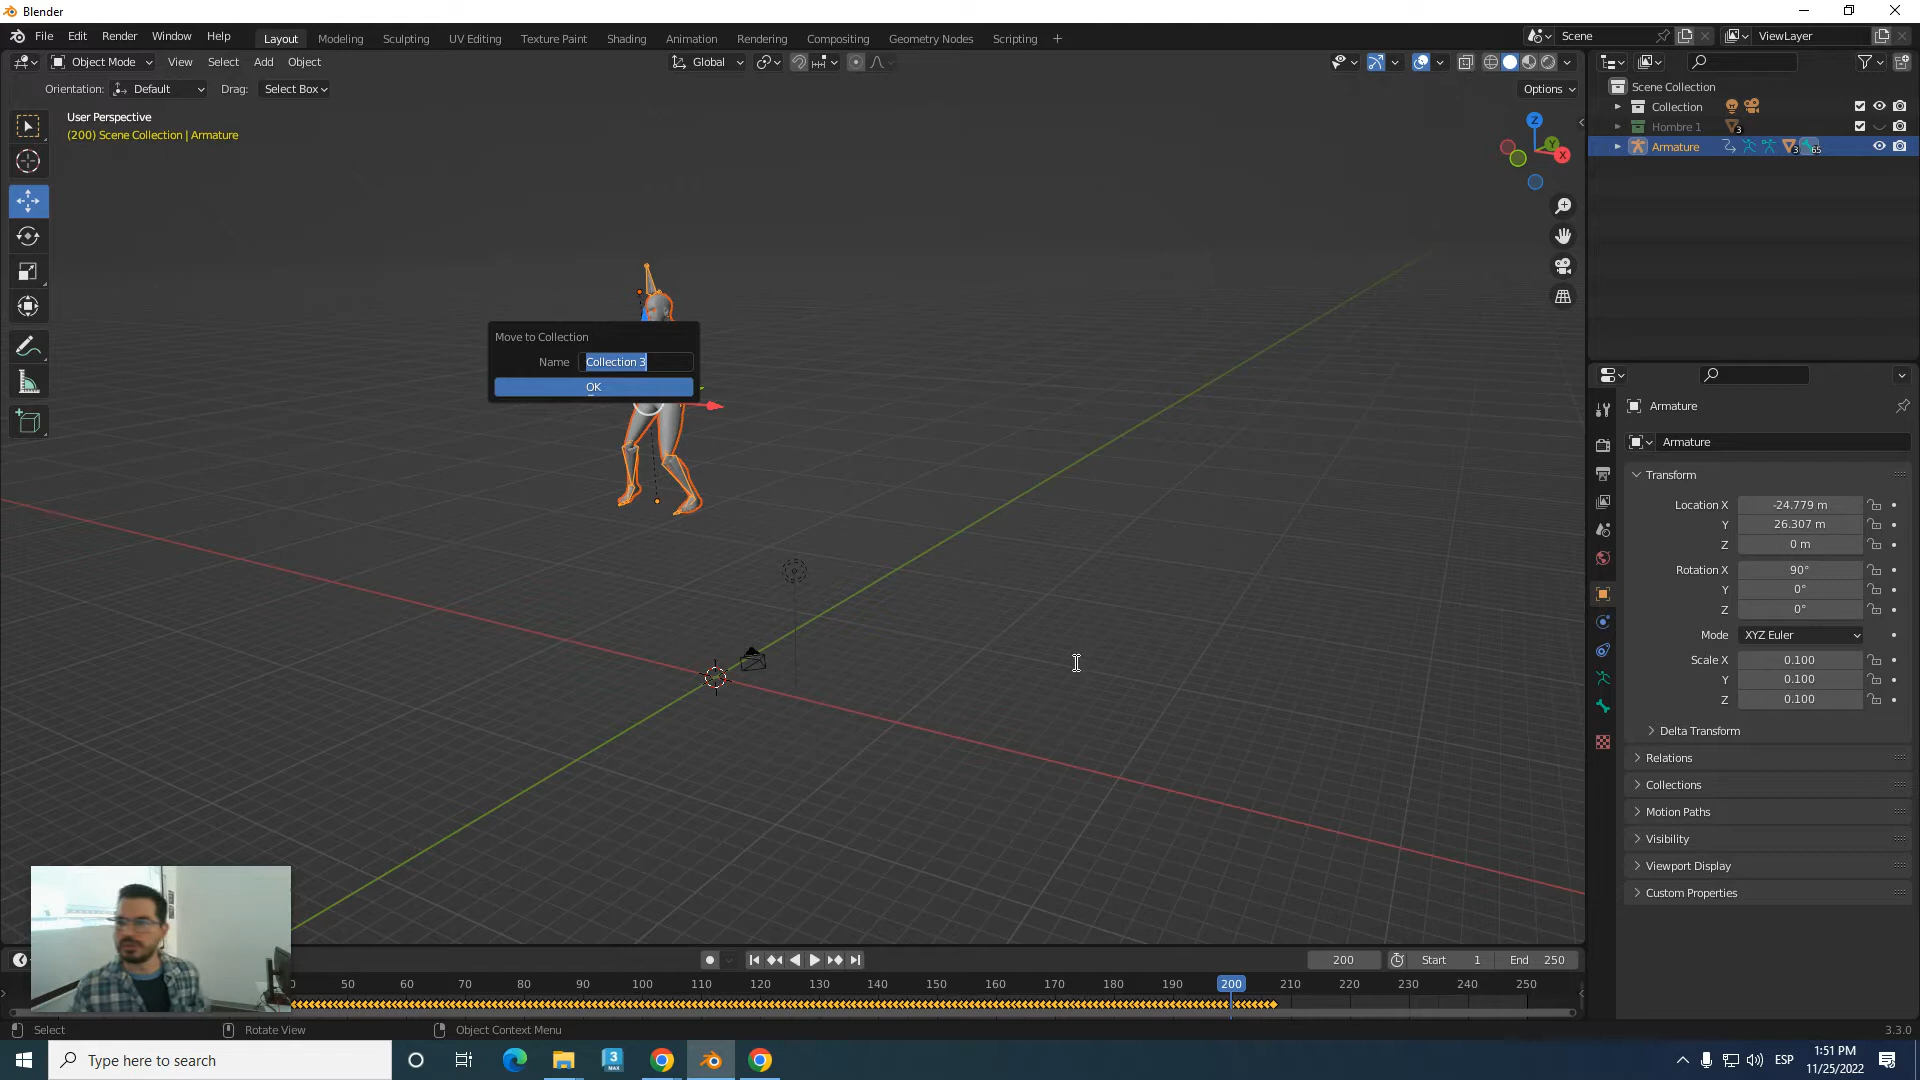 Blender
File Edit Render Window Help Layout Modeling Sculpting UV Editing Texture Paint Shading Animation Rendering Compositing Geometry Nodes Scripting Scene ViewLayer
Object Mode View Select Add Object Global
Orientation: Default Drag: Select Box Options
User Perspective
(200) Scene Collection | Armature
Scene Collection
Collection
Hombre 1 3
Armature 3 65
Z
Y
X
Move to Collection
Name Collection 3
OK
Armature
Armature
Transform
Location X -24.779 m
Y 26.307 m
Z 0 m
Rotation X 90°
Y 0°
Z 0°
Mode XYZ Euler
Scale X 0.100
Y 0.100
Z 0.100
Delta Transform
Relations
Collections
Motion Paths
Visibility
Viewport Display
Custom Properties
200 Start 1 End 250
50 60 70 80 90 100 110 120 130 140 150 160 170 180 190 200 210 220 230 240 250
Select Rotate View Object Context Menu 3.3.0
Type here to search 3 MAX ESP 1:51 PM
11/25/2022